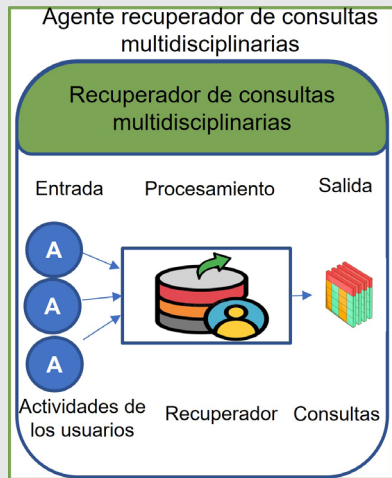 Agente recuperador de consultas
multidisciplinarias
Recuperador de consultas
multidisciplinarias
Entrada Procesamiento Salida
A
A
A
Actividades de
los usuarios Recuperador Consultas